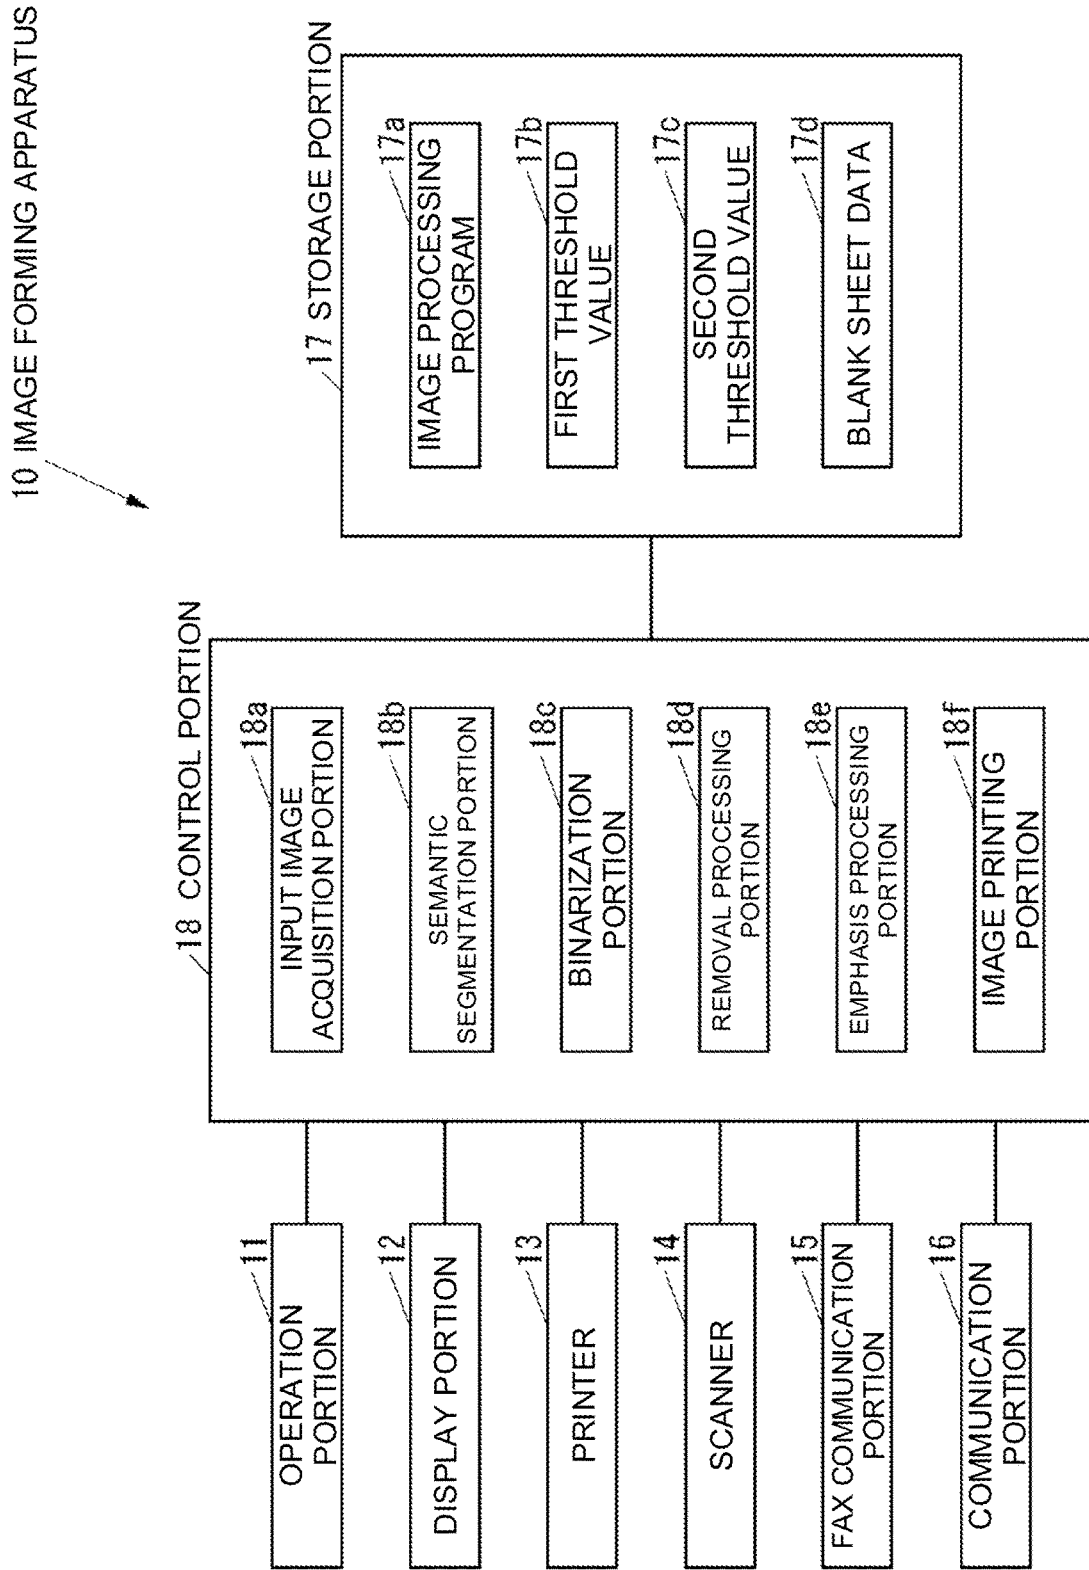 10 IMAGE FORMING APPARATUS
11
OPERATION
PORTION
12
DISPLAY PORTION
13
PRINTER
14
SCANNER
15
FAX COMMUNICATION
PORTION
16
COMMUNICATION
PORTION
18 CONTROL PORTION
18a
INPUT IMAGE
ACQUISITION PORTION
18b
SEMANTIC
SEGMENTATION PORTION
18c
BINARIZATION
PORTION
18d
REMOVAL PROCESSING
PORTION
18e
EMPHASIS PROCESSING
PORTION
18f
IMAGE PRINTING
PORTION
17 STORAGE PORTION
17a
IMAGE PROCESSING
PROGRAM
17b
FIRST THRESHOLD
VALUE
17c
SECOND
THRESHOLD VALUE
17d
BLANK SHEET DATA